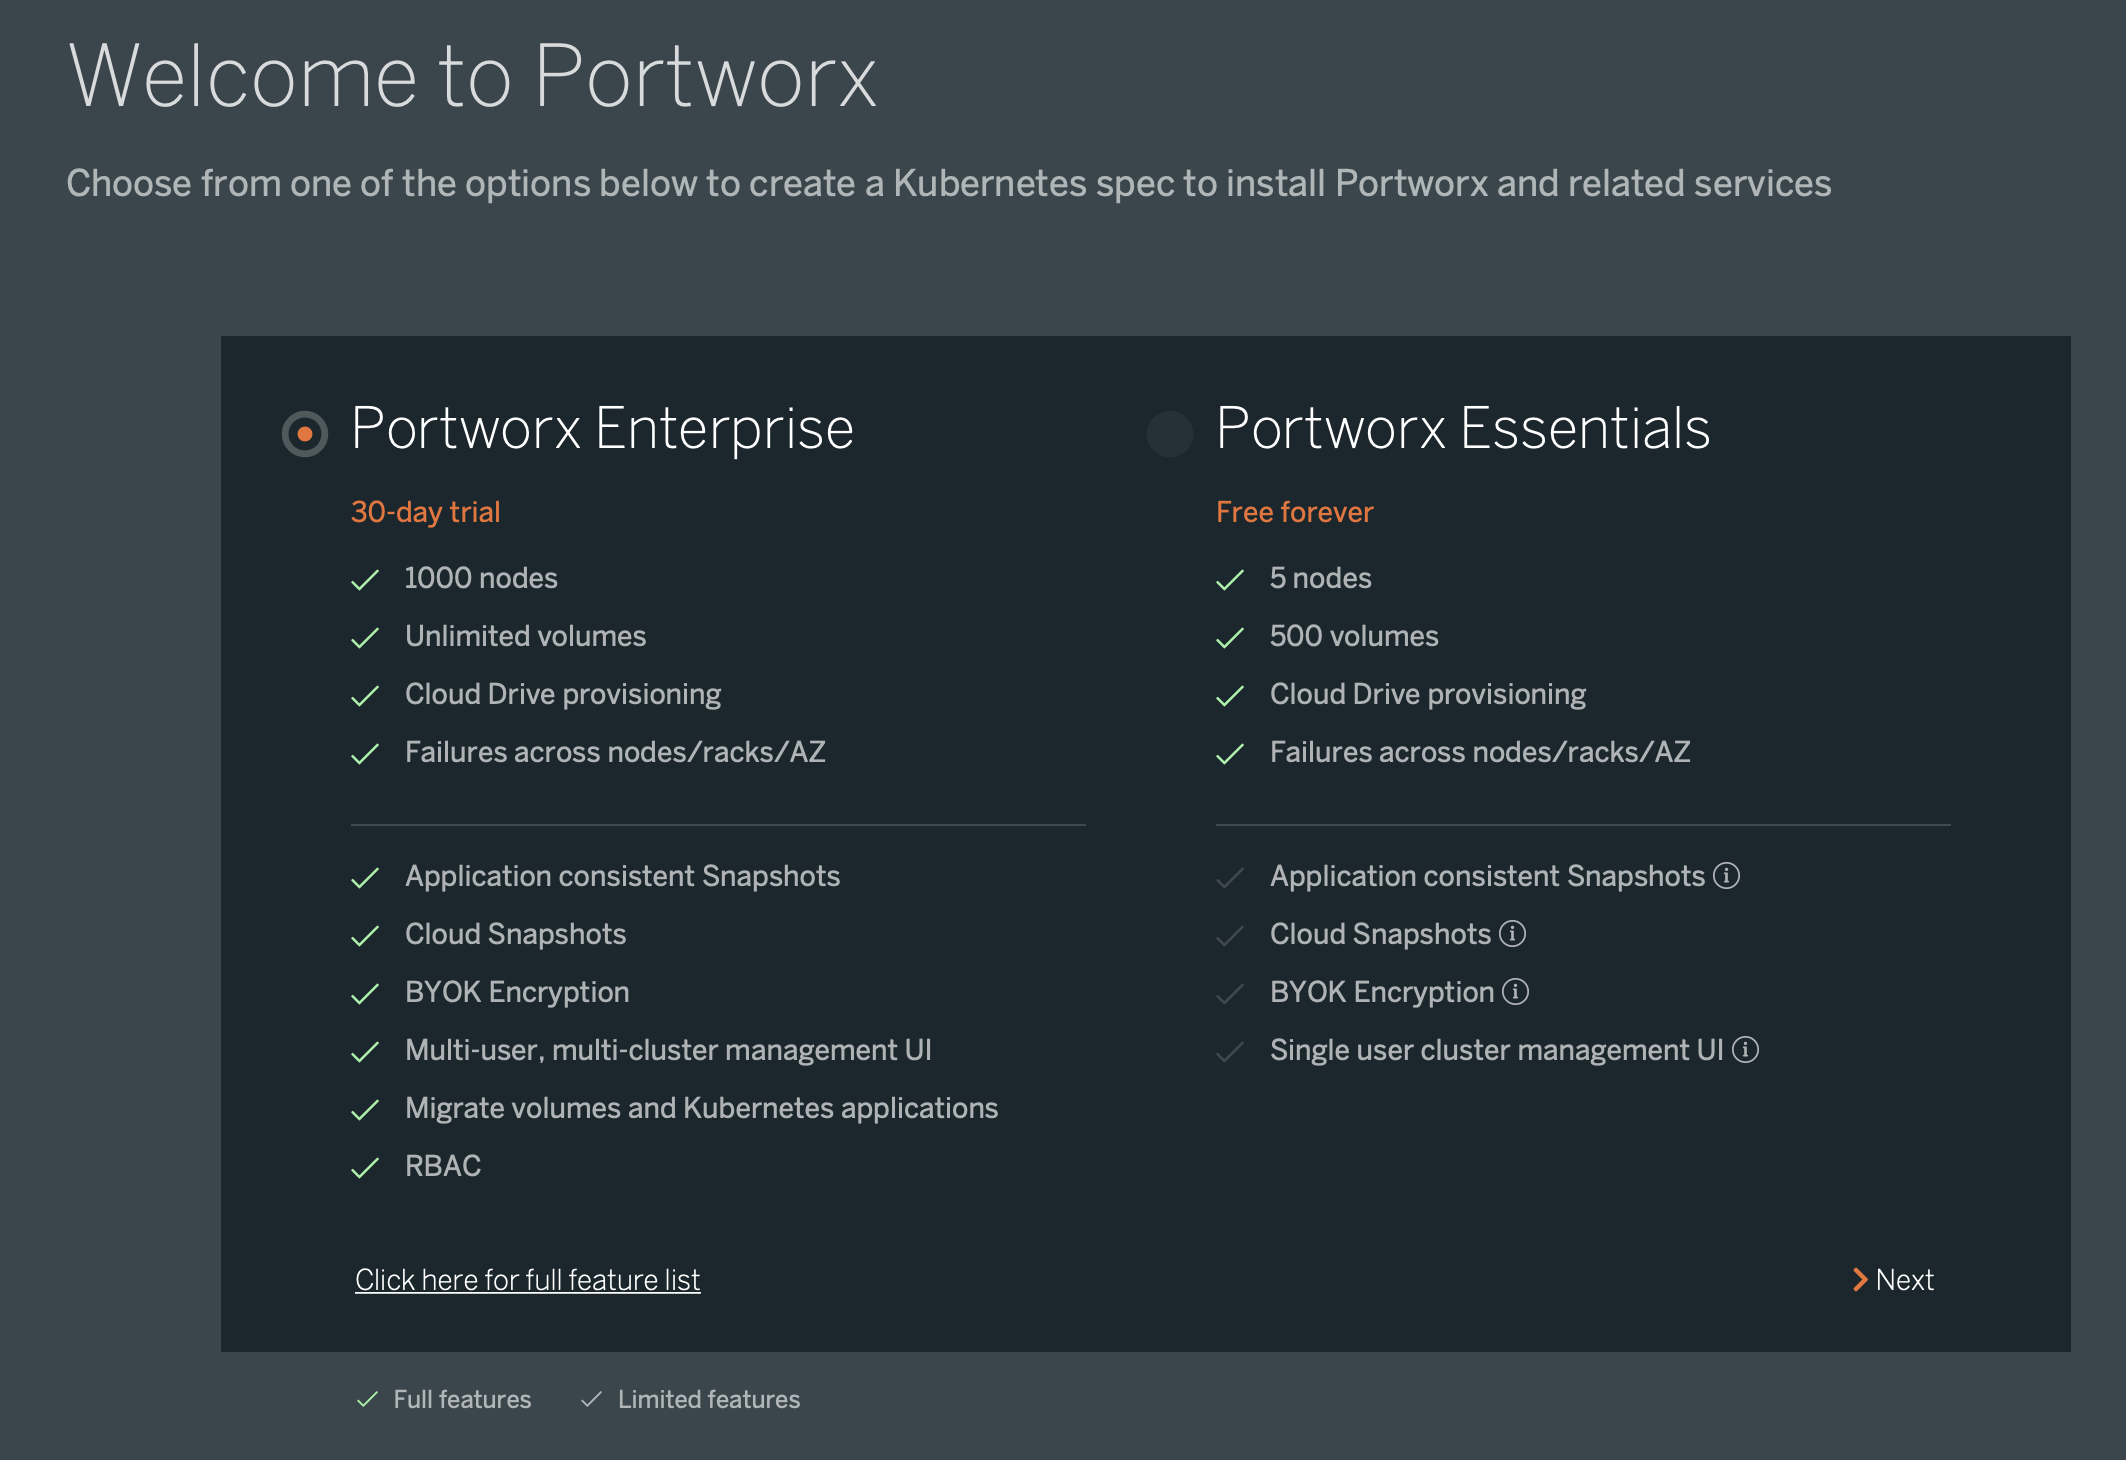 Welcome to Portworx
Choose from one of the options below to create a Kubernetes spec to install Portworx and related services
Portworx Enterprise
30-day trial
1000 nodes
Unlimited volumes
Cloud Drive provisioning
Failures across nodes/racks/AZ
Application consistent Snapshots
Cloud Snapshots
BYOK Encryption
Multi-user, multi-cluster management UI
Migrate volumes and Kubernetes applications
RBAC
Click here for full feature list
Portworx Essentials
Free forever
5 nodes
500 volumes
Cloud Drive provisioning
Failures across nodes/racks/AZ
Application consistent Snapshots
Cloud Snapshots
BYOK Encryption
Single user cluster management UI
Next
Full features
Limited features